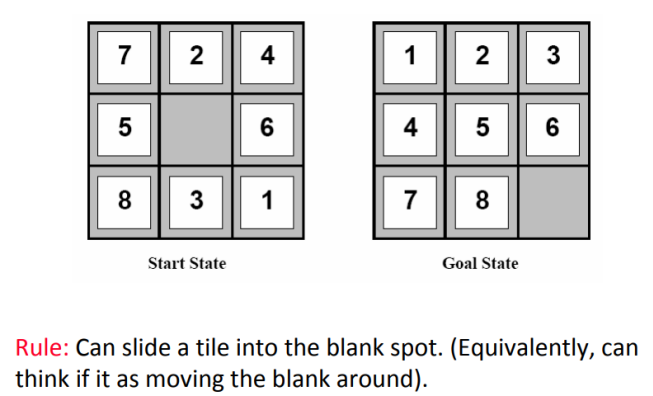 7 2 4 1 2 3
5 6 4 5 6
8 3 1 7 8
Start State Goal State
Rule: Can slide a tile into the blank spot. (Equivalently, can
think if it as moving the blank around).